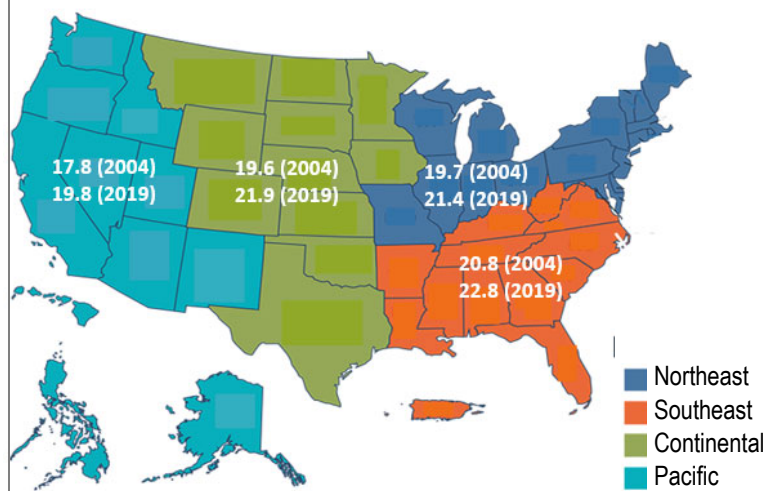 17.8 (2004)
19.8 (2019)
19.6 (2004)
21.9 (2019)
19.7 (2004)
21.4 (2019)
20.8 (2004)
22.8 (2019)
Northeast
Southeast
Continental
Pacific